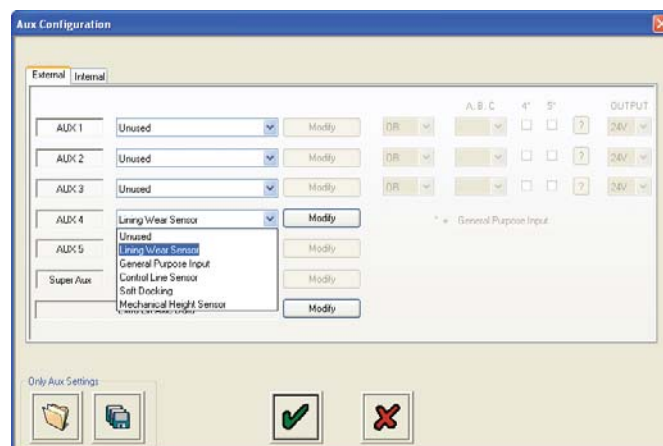 Aux Configuration
External Internal
A, B, C 4* 5* OUTPUT
AUX 1 Unused Modify OR ? 24V
AUX 2 Unused Modify OR ? 24V
AUX 3 Unused Modify OR ? 24V
AUX 4 Lining Wear Sensor Modify * = General Purpose Input
Unused
AUX 5 Lining Wear Sensor Modify
General Purpose Input
Super Aux Control Line Sensor Modify
Soft Docking
Mechanical Height Sensor Modify
Only Aux Settings